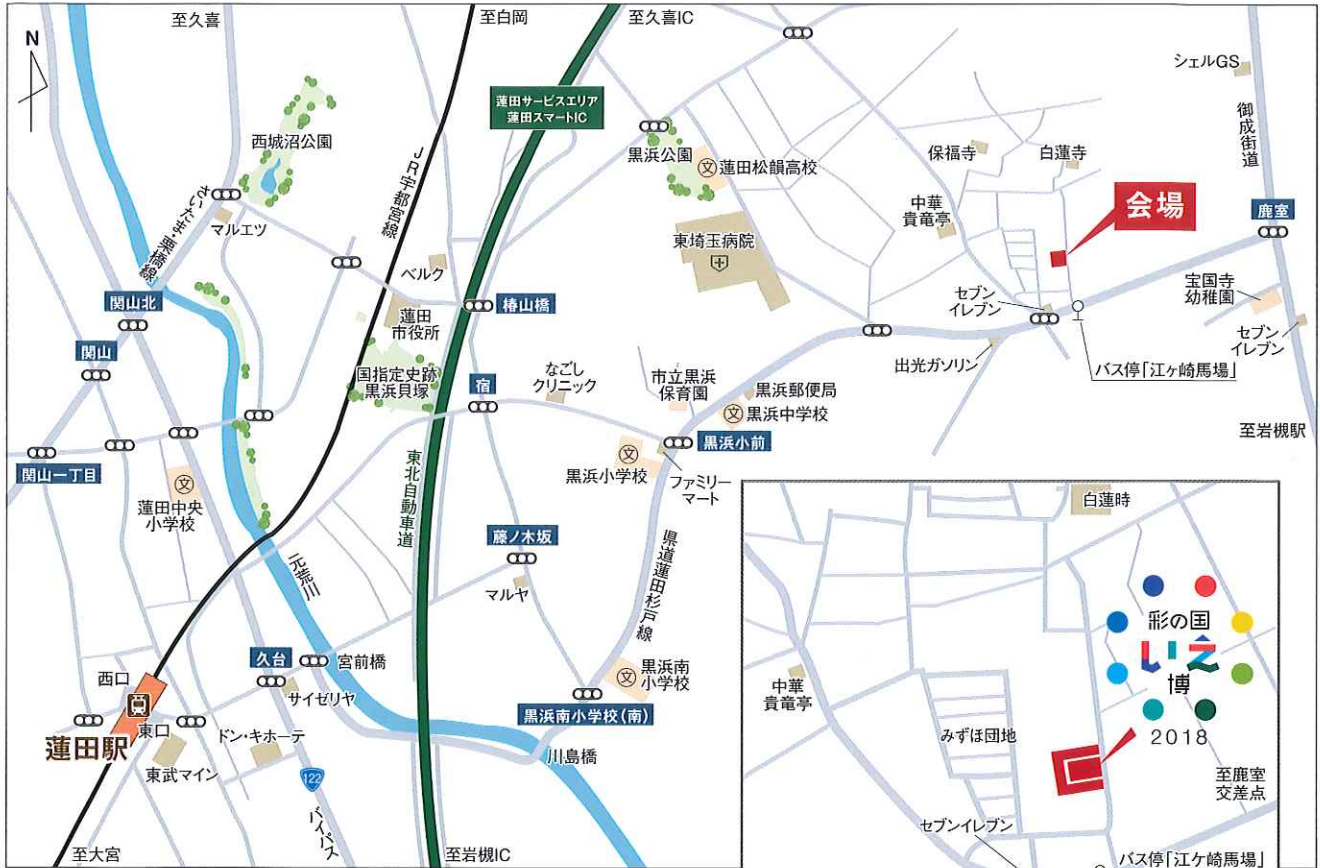 至久喜
至白岡
至久喜IC
N
シェルGS
御成街道
蓮田サービスエリア
蓮田スマートIC
西城沼公園
JR宇都宮線
黒浜公園
蓮田松韻高校
保福寺
白蓮寺
会場
鹿室
さいたま・栗橋線
マルエツ
中華
貴竜亭
東埼玉病院
ベルク
関山北
蓮田
市役所
椿山橋
セブン
イレブン
宝国寺
幼稚園
セブン
イレブン
関山
国指定史跡
黒浜貝塚
宿
なごし
クリニック
市立黒浜
保育園
黒浜郵便局
黒浜中学校
出光ガソリン
バス停「江ヶ崎馬場」
至岩槻駅
関山一丁目
文
蓮田中央
小学校
東北自動車道
黒浜小学校
黒浜小前
ファミリー
マート
元荒川
藤ノ木坂
マルヤ
県道蓮田杉戸線
久台
宮前橋
サイゼリヤ
黒浜南
小学校
黒浜南小学校(南)
西口
東口
蓮田駅
東武マイン
ドン・キホーテ
122
バイパス
川島橋
至大宮
至岩槻IC
白蓮時
彩の国
いえ
博
2018
中華
貴竜亭
みずほ団地
至鹿室
交差点
セブンイレブン
バス停「江ケ崎馬場」